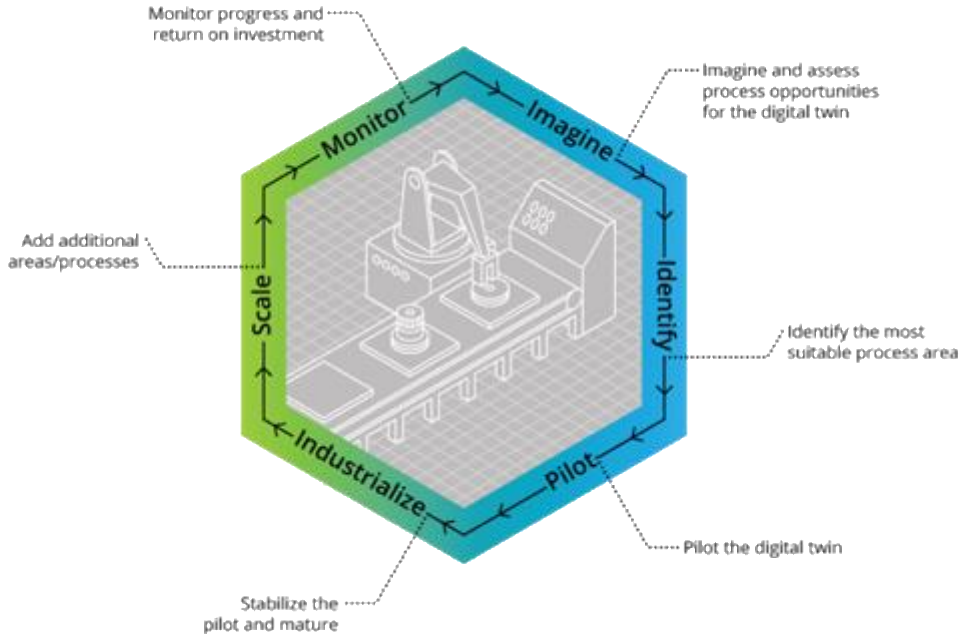 Monitor progress and
return on investment
Imagine and assess
process opportunities
for the digital twin
Monitor
Imagine
Add additional
areas/processes
Scale
Identify
Identify the most
suitable process area
Industrialize
Pilot
Pilot the digital twin
Stabilize the
pilot and mature